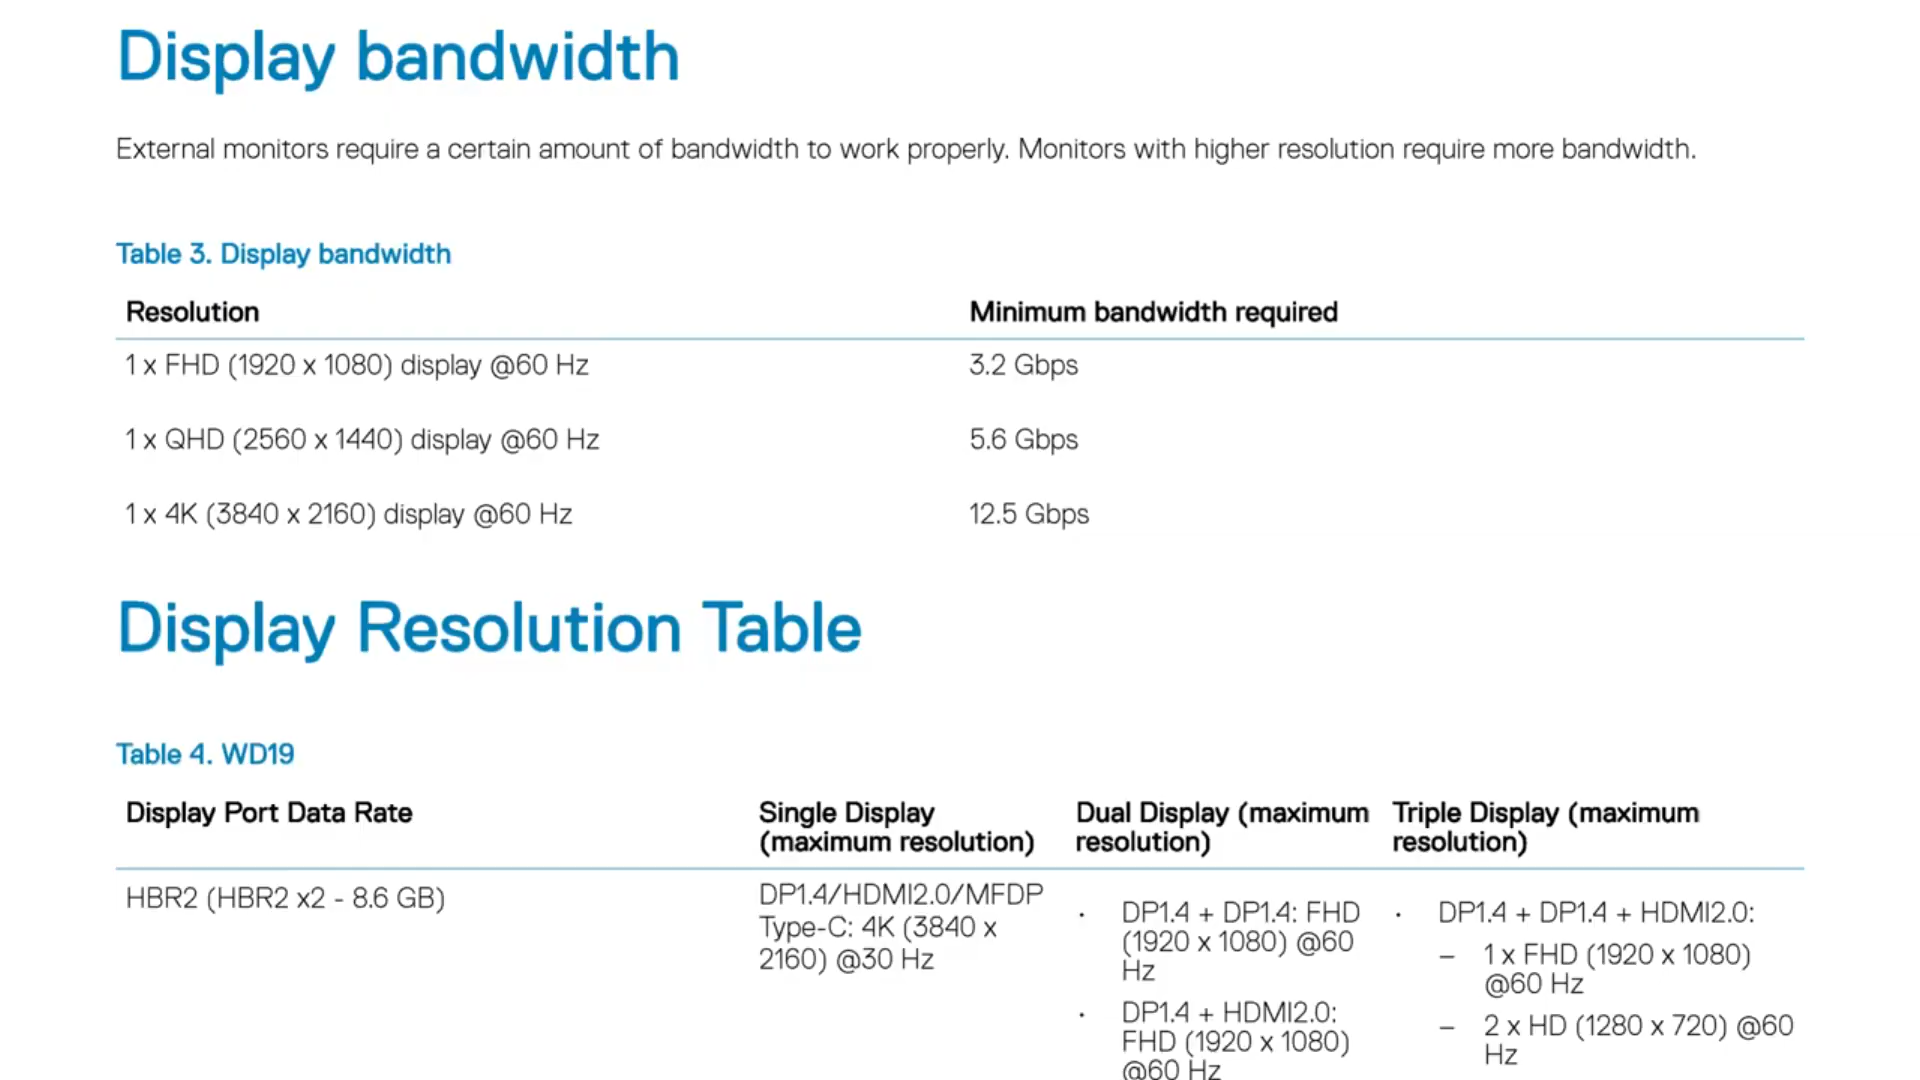 Display bandwidth
External monitors require a certain amount of bandwidth to work properly. Monitors with higher resolution require more bandwidth.
Table 3. Display bandwidth
Resolution
Minimum bandwidth required
1 x FHD (1920 x 1080) display @60 Hz
3.2 Gbps
1 x QHD (2560 x 1440) display @60 Hz
5.6 Gbps
1 x 4K (3840 x 2160) display @60 Hz
12.5 Gbps
Display Resolution Table
Table 4. WD19
Display Port Data Rate
Single Display
(maximum resolution)
Dual Display (maximum
resolution)
Triple Display (maximum
resolution)
HBR2 (HBR2 x2 - 8.6 GB)
DP1.4/HDMI2.0/MFDP
Type-C: 4K (3840 x
2160) @30 Hz
· DP1.4 + DP1.4: FHD
(1920 x 1080) @60
Hz
· DP1.4 + HDMI2.0:
FHD (1920 x 1080)
@60 Hz
· DP1.4 + DP1.4 + HDMI2.0:
– 1 x FHD (1920 x 1080)
@60 Hz
– 2 x HD (1280 x 720) @60
Hz